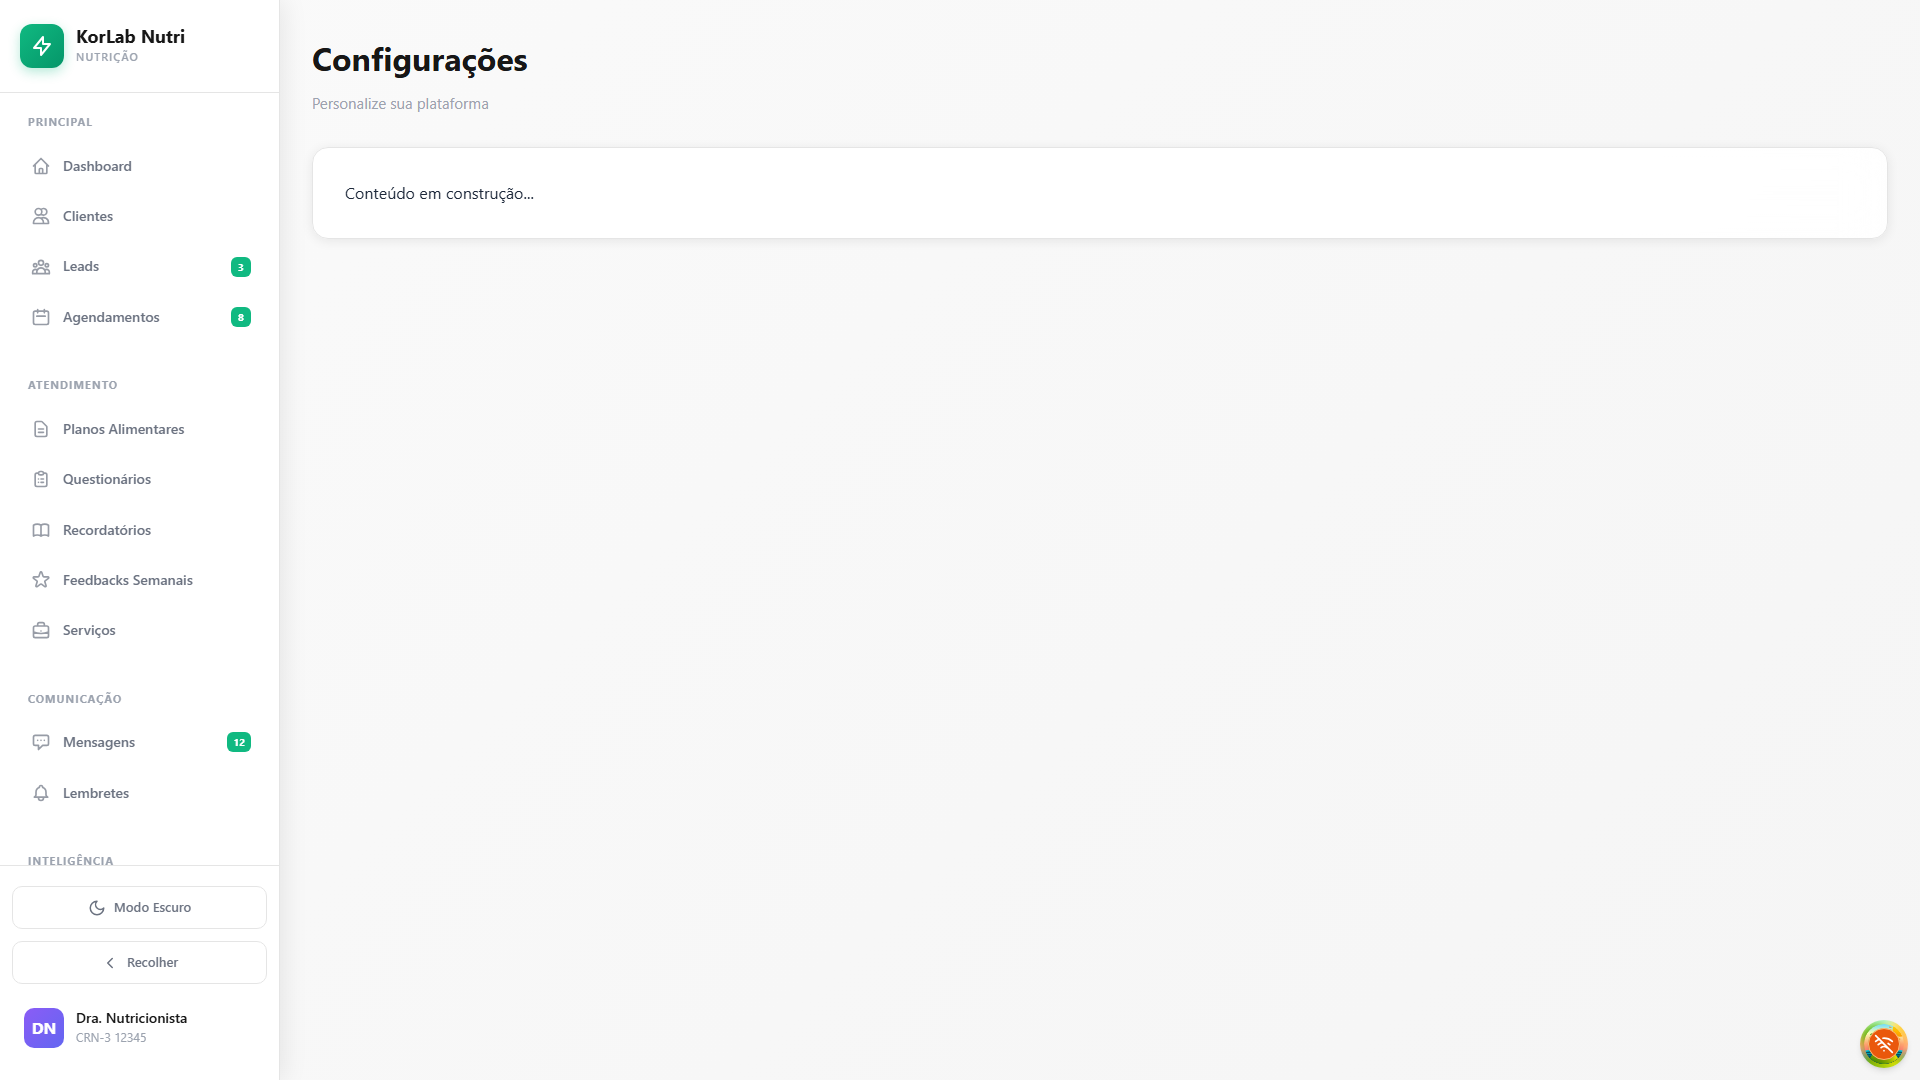 KorLab Nutri
NUTRIÇÃO
PRINCIPAL
Dashboard
Clientes
Leads 3
Agendamentos 8
ATENDIMENTO
Planos Alimentares
Questionários
Recordatórios
Feedbacks Semanais
Serviços
COMUNICAÇÃO
Mensagens 12
Lembretes
INTELIGÊNCIA
Modo Escuro
Recolher
DN
Dra. Nutricionista
CRN-3 12345
Configurações
Personalize sua plataforma
Conteúdo em construção...